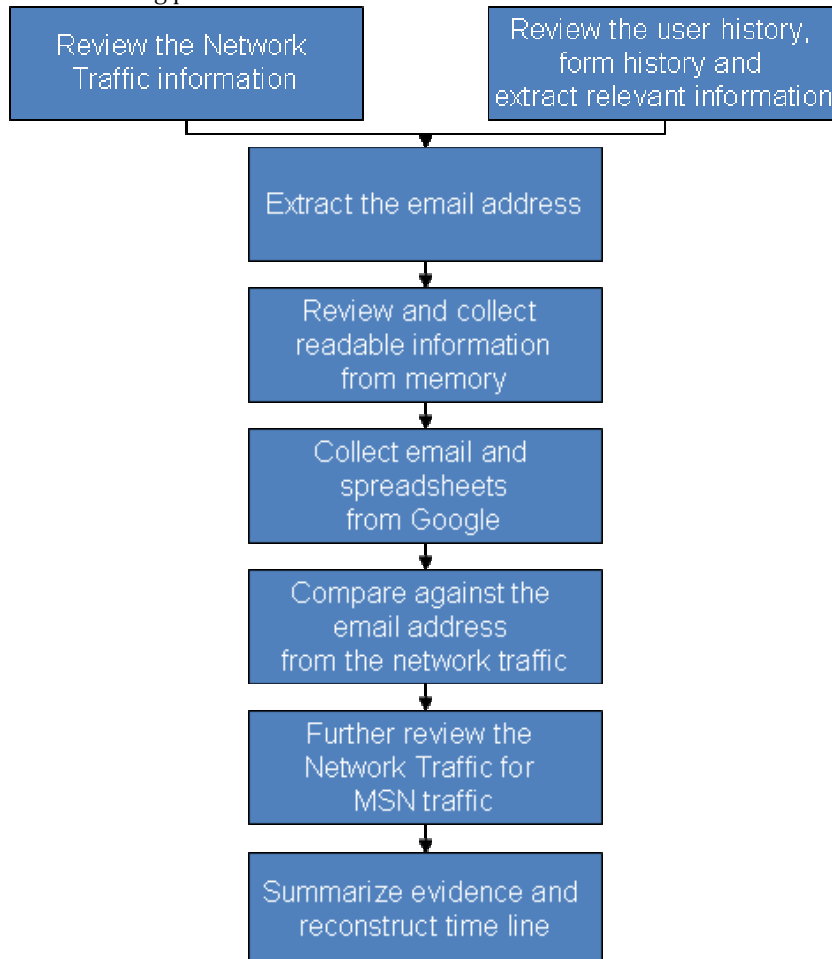 Review the Network
Traffic information
Review the user history,
form history and
extract relevant information
Extract the email address
Review and collect
readable information
from memory
Collect email and
spreadsheets
from Google
Compare against the
email address
from the network traffic
Further review the
Network Traffic for
MSN traffic
Summarize evidence and
reconstruct time line